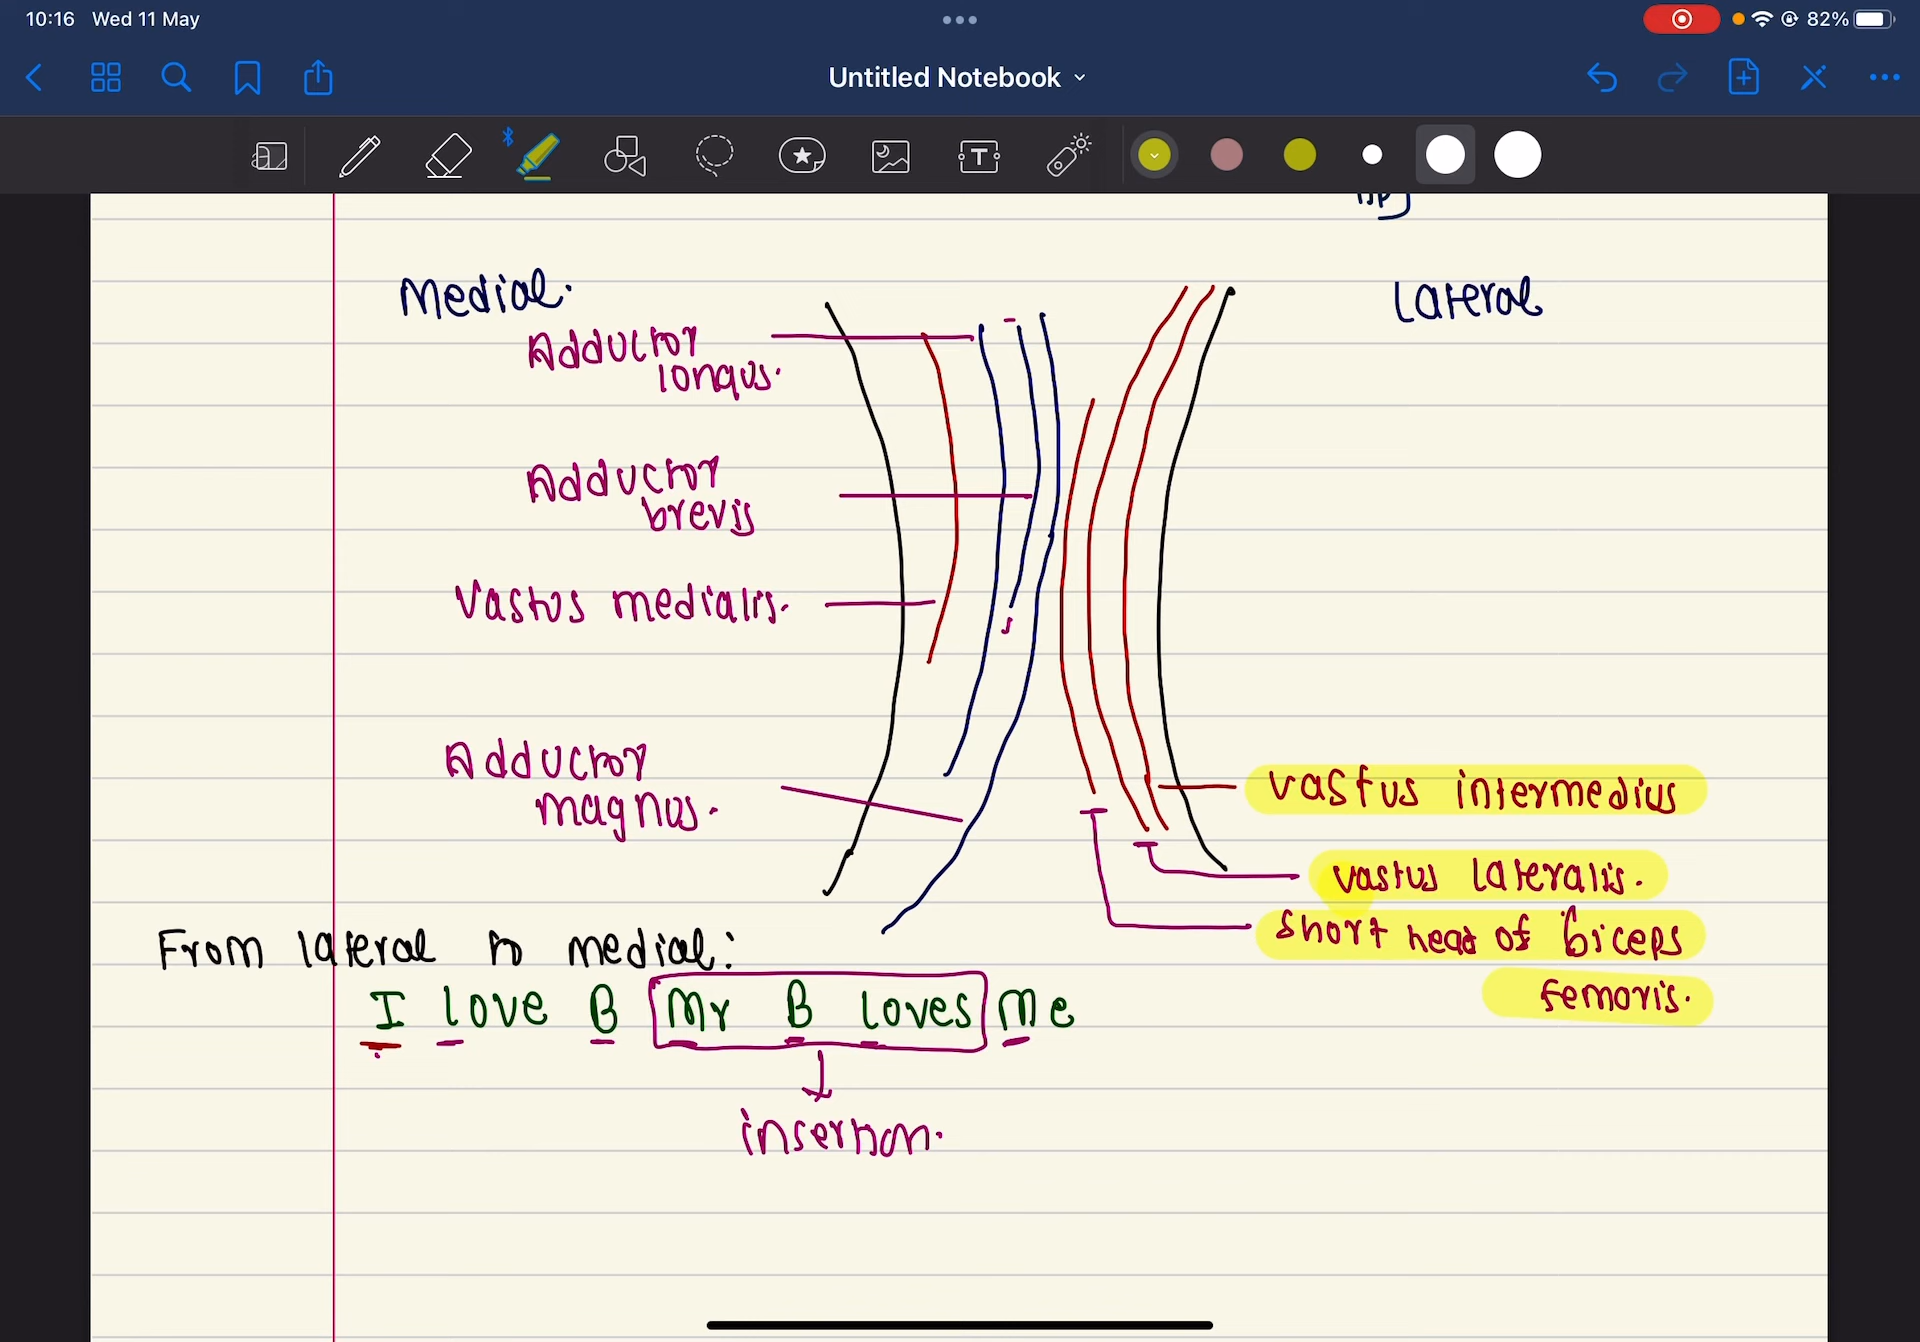 10:16 Wed 11 May
82%
Untitled Notebook
Medial.
Lateral
Adductor
longus.
Adductor
brevis
Vastus medialis.
Adductor
magnus.
Vastus intermedius
Vastus lateralis.
Short head of biceps
femoris.
From lateral to medial:
I love B Mr B loves Me
insertion.